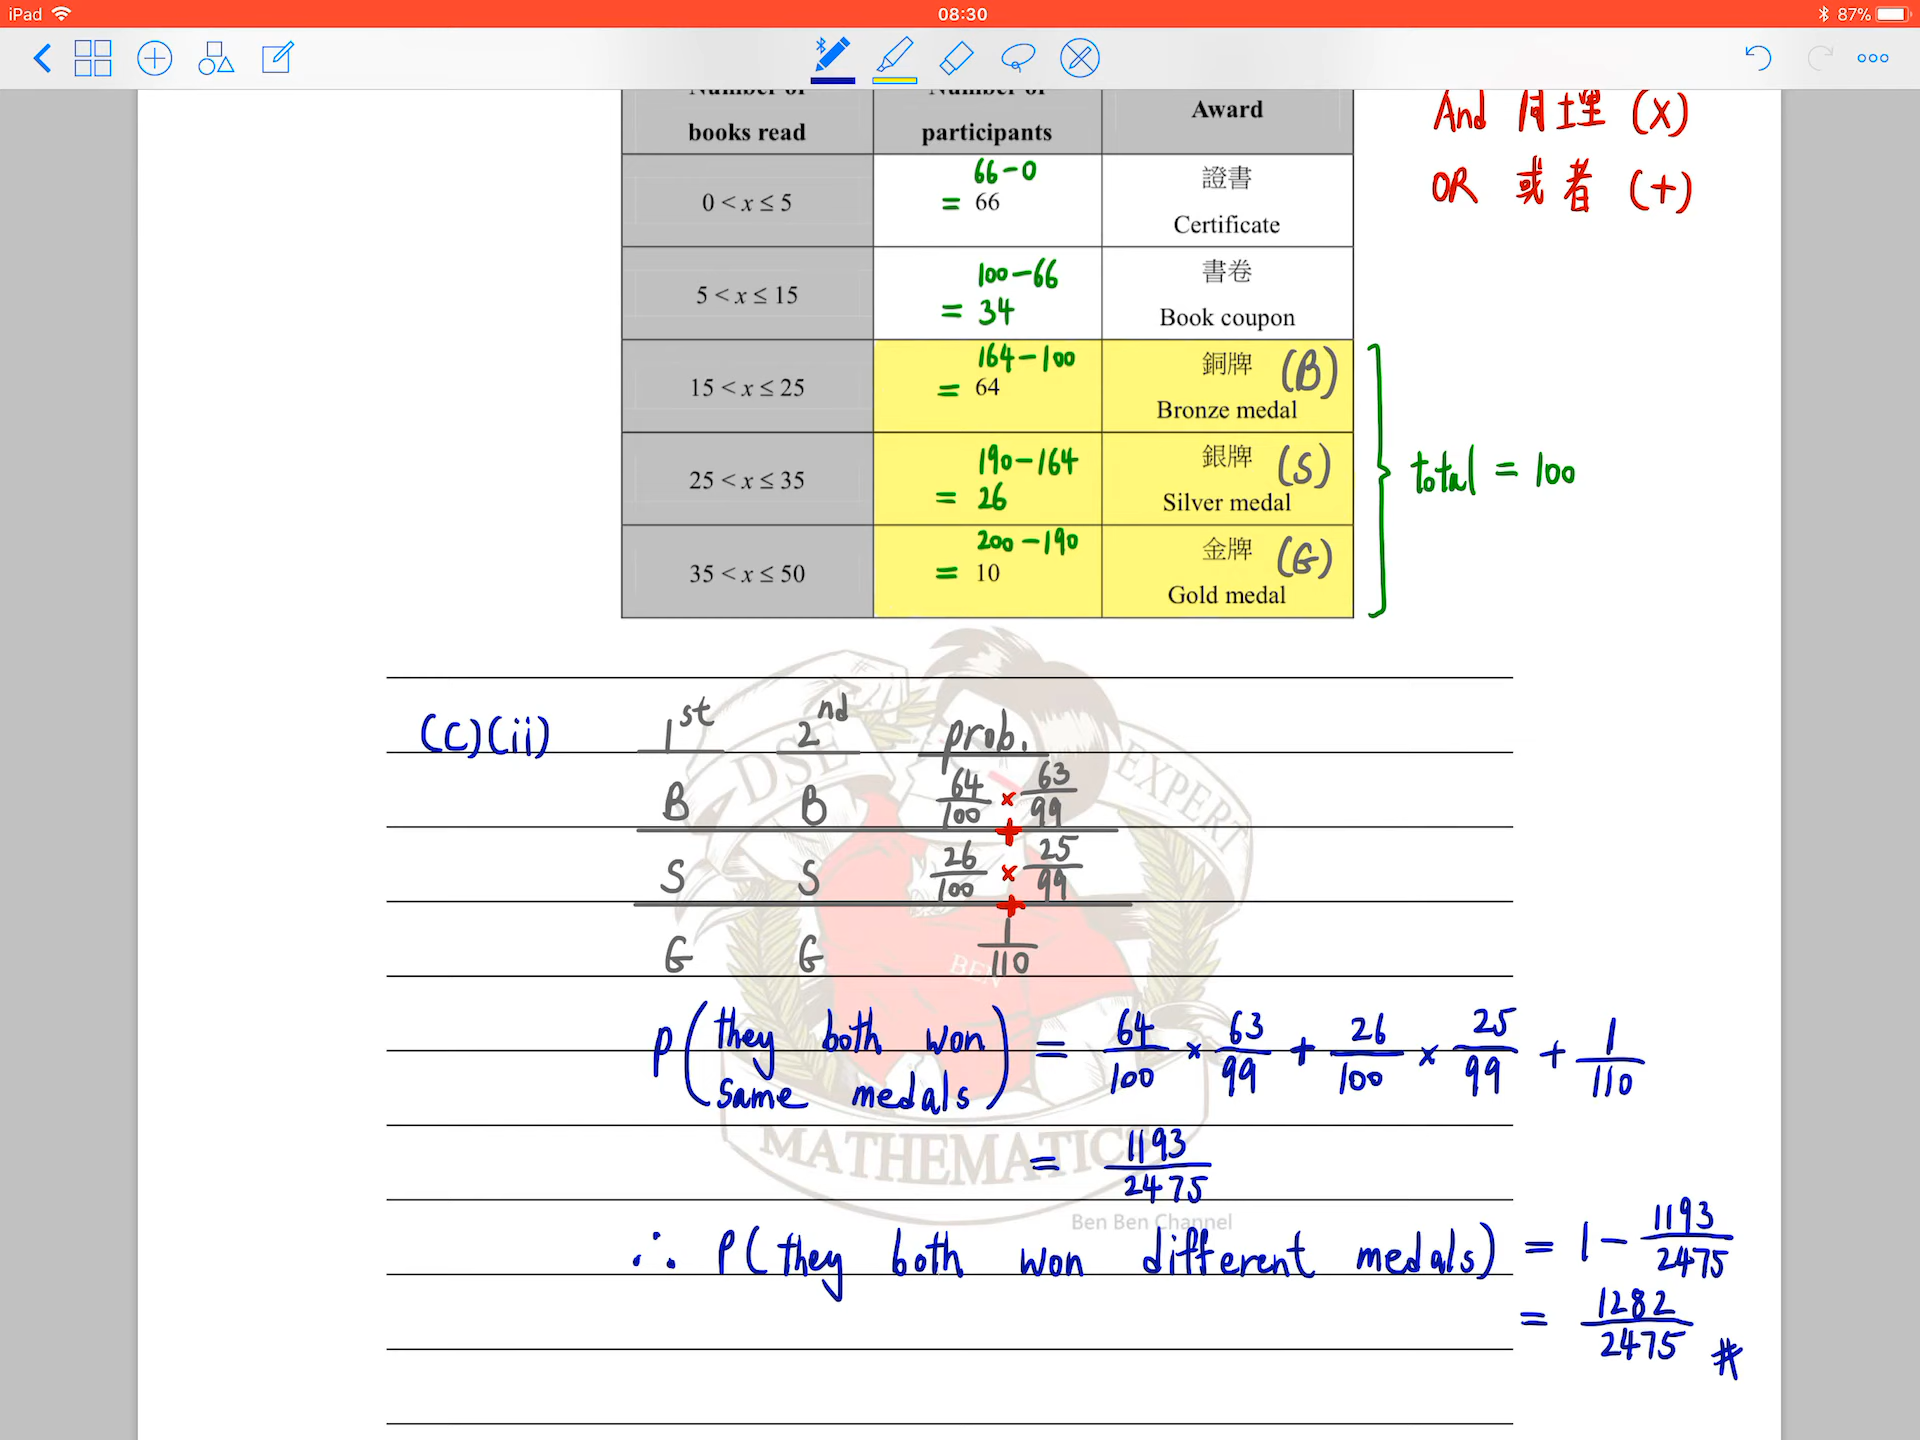 iPad 08:30 87%
Number of books read
Number of participants
Award
And 同埋 (x)
OR 或者 (+)
0 < x ≤ 5
66-0
= 66
證書
Certificate
5 < x ≤ 15
100-66
= 34
書卷
Book coupon
15 < x ≤ 25
164-100
= 64
銅牌 (B)
Bronze medal
25 < x ≤ 35
190-164
= 26
銀牌 (S)
Silver medal
35 < x ≤ 50
200-190
= 10
金牌 (G)
Gold medal
total = 100
(c)(ii) 1st 2nd prob.
B B 64/100 × 63/99
+
S S 26/100 × 25/99
+
G G 1/110
P(they both won same medals) = 64/100 × 63/99 + 26/100 × 25/99 + 1/110
= 1193/2475
∴ P(they both won different medals) = 1 - 1193/2475
= 1282/2475 #
DSE EXPERT
BEN
MATHEMATICS
Ben Ben Channel